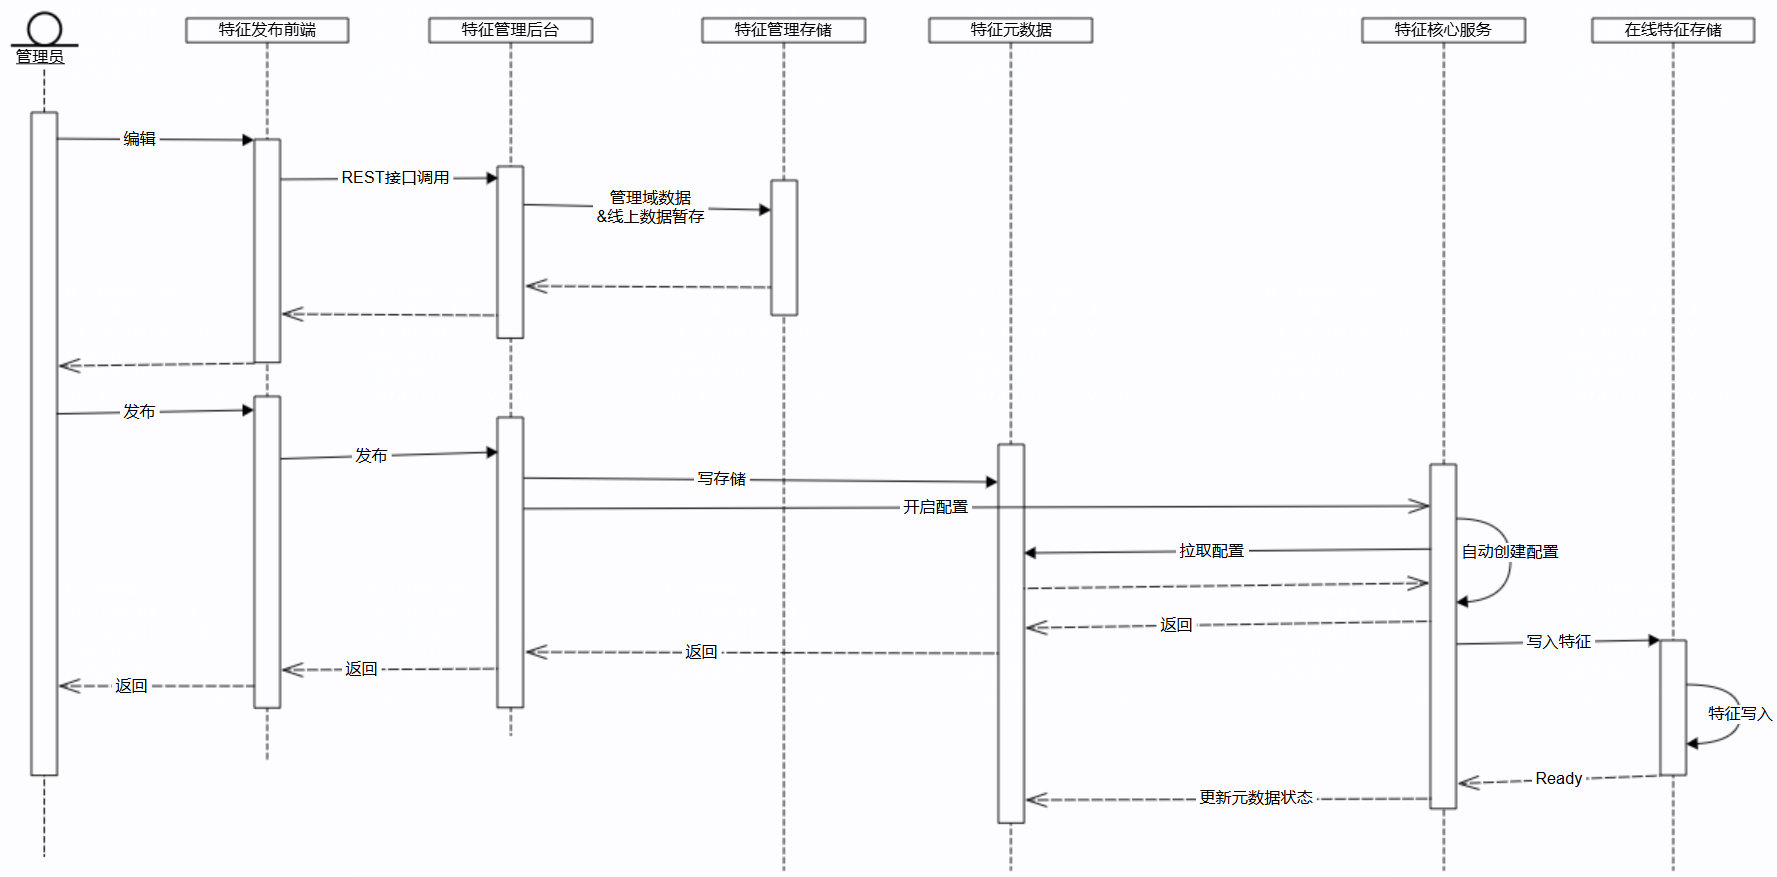 管理员
特征发布前端
特征管理后台
特征管理存储
特征元数据
特征核心服务
在线特征存储
编辑
REST接口调用
管理域数据
&线上数据暂存
发布
发布
写存储
开启配置
拉取配置
自动创建配置
返回
写入特征
返回
返回
返回
特征写入
Ready
更新元数据状态